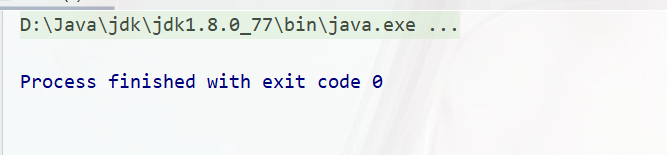 D:\Java\jdk\jdk1.8.0_77\bin\java.exe ...
Process finished with exit code 0